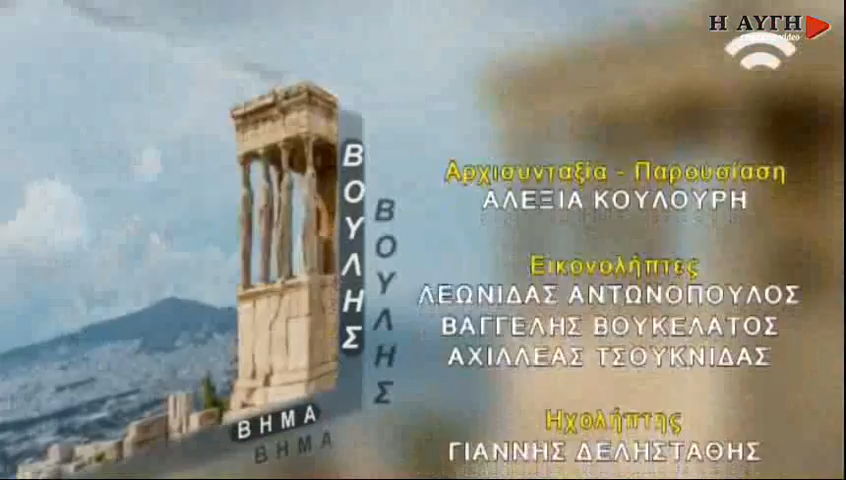 Η ΑΥΓΗ
ΒΟΥΛΗΣ
ΒΟΥΛΗΣ
ΒΗΜΑ
ΒΗΜΑ
Αρχισυνταξία - Παρουσίαση
ΑΛΕΞΙΑ ΚΟΥΛΟΥΡΗ
Εικονολήπτες
ΛΕΩΝΙΔΑΣ ΑΝΤΩΝΟΠΟΥΛΟΣ
ΒΑΓΓΕΛΗΣ ΒΟΥΚΕΛΑΤΟΣ
ΑΧΙΛΛΕΑΣ ΤΣΟΥΚΝΙΔΑΣ
Ηχολήπτης
ΓΙΑΝΝΗΣ ΔΕΛΗΣΤΑΘΗΣ